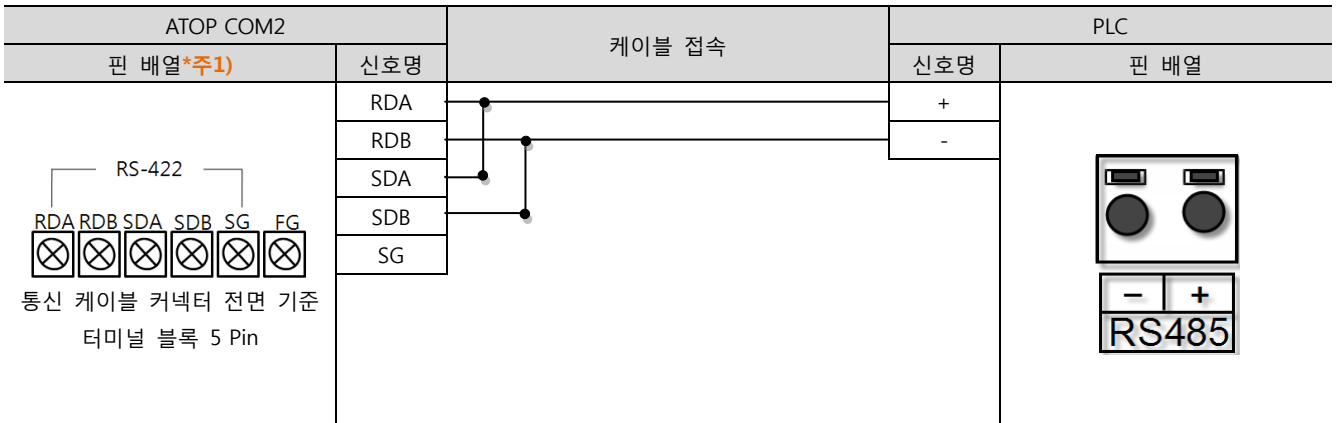 ATOP COM2 케이블 접속 PLC
핀 배열*주1) 신호명 신호명 핀 배열
RDA +
RDB -
SDA
SDB
SG
RS-422
RDA RDB SDA SDB SG FG
통신 케이블 커넥터 전면 기준
터미널 블록 5 Pin
− +
RS485